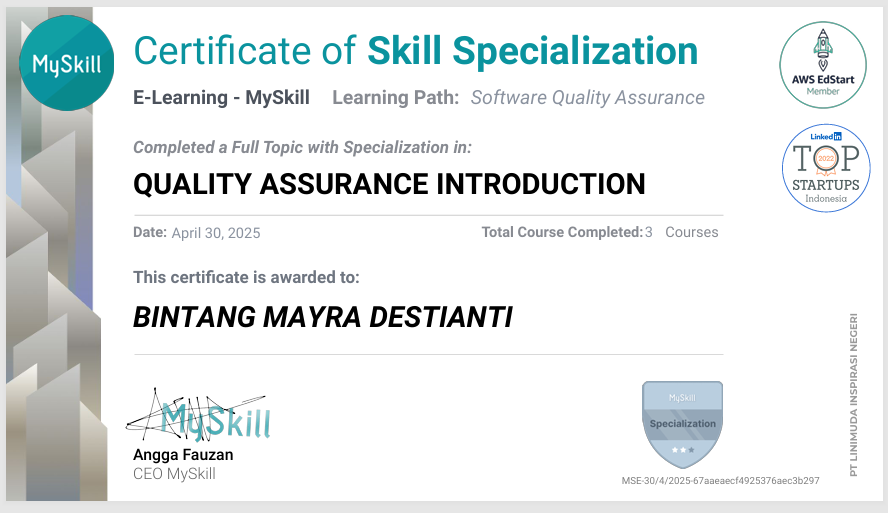 MySkill
Certificate of Skill Specialization
E-Learning - MySkill Learning Path: Software Quality Assurance
Completed a Full Topic with Specialization in:
QUALITY ASSURANCE INTRODUCTION
Date: April 30, 2025 Total Course Completed: 3 Courses
This certificate is awarded to:
BINTANG MAYRA DESTIANTI
MySkill
Angga Fauzan
CEO MySkill
MySkill
Specialization
MSE-30/4/2025-67aaeaecf4925376aec3b297
AWS EdStart
Member
LinkedIn
TOP
2022
STARTUPS
Indonesia
PT LINIMUDA INSPIRASI NEGERI